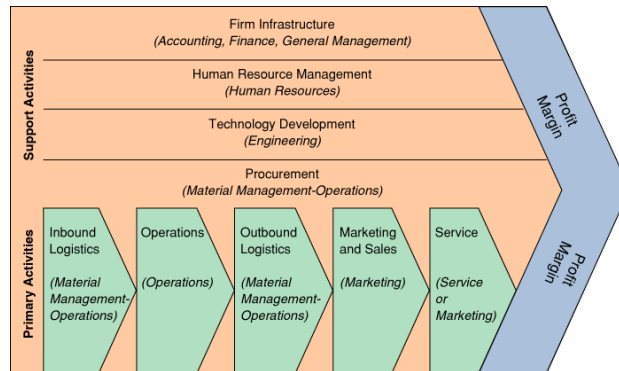 Support Activities
Firm Infrastructure
(Accounting, Finance, General Management)
Human Resource Management
(Human Resources)
Technology Development
(Engineering)
Procurement
(Material Management-Operations)
Profit
Margin
Primary Activities
Inbound
Logistics
(Material
Management-
Operations)
Operations
(Operations)
Outbound
Logistics
(Material
Management-
Operations)
Marketing
and Sales
(Marketing)
Service
(Service
or
Marketing)
Profit
Margin